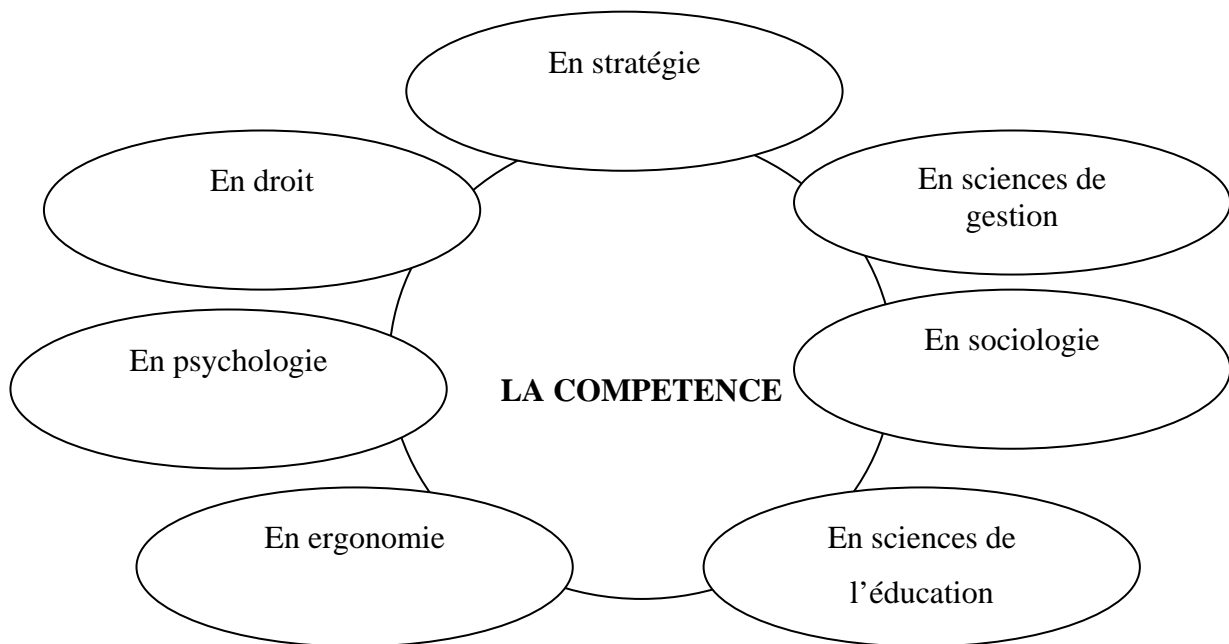 En stratégie
En droit
En sciences de
gestion
En psychologie
En sociologie
LA COMPETENCE
En ergonomie
En sciences de
l’éducation